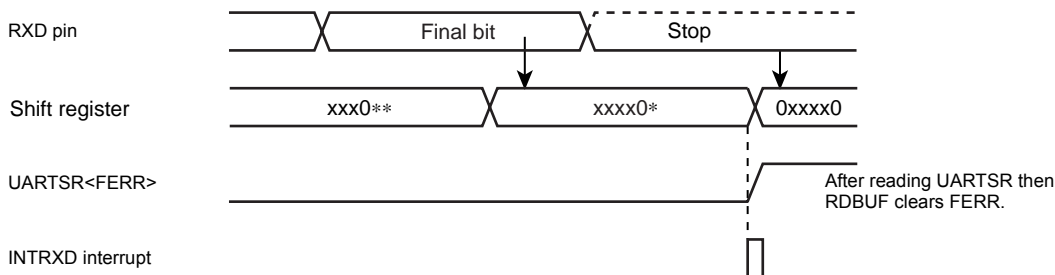 RXD pin
Final bit
Stop
Shift register
xxx0**
xxxx0*
0xxxx0
UARTSR<FERR>
After reading UARTSR then
RDBUF clears FERR.
INTRXD interrupt